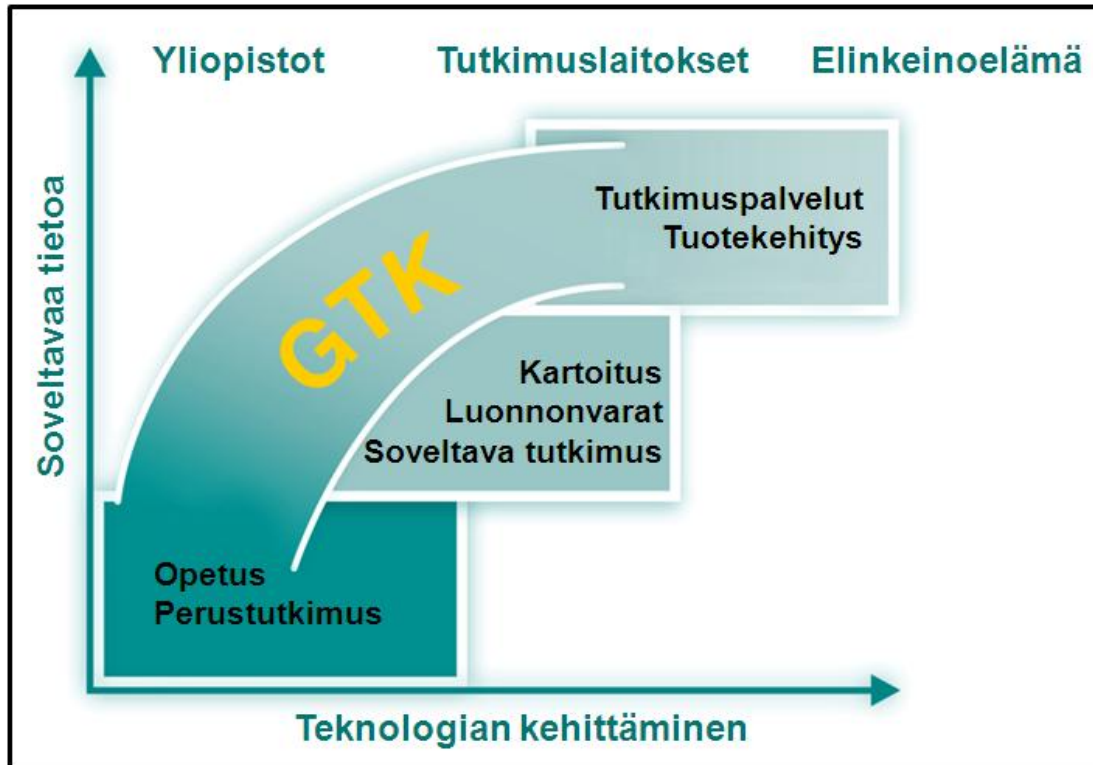 Yliopistot Tutkimuslaitokset Elinkeinoelämä
Soveltavaa tietoa
Tutkimuspalvelut
Tuotekehitys
GTK
Kartoitus
Luonnonvarat
Soveltava tutkimus
Opetus
Perustutkimus
Teknologian kehittäminen